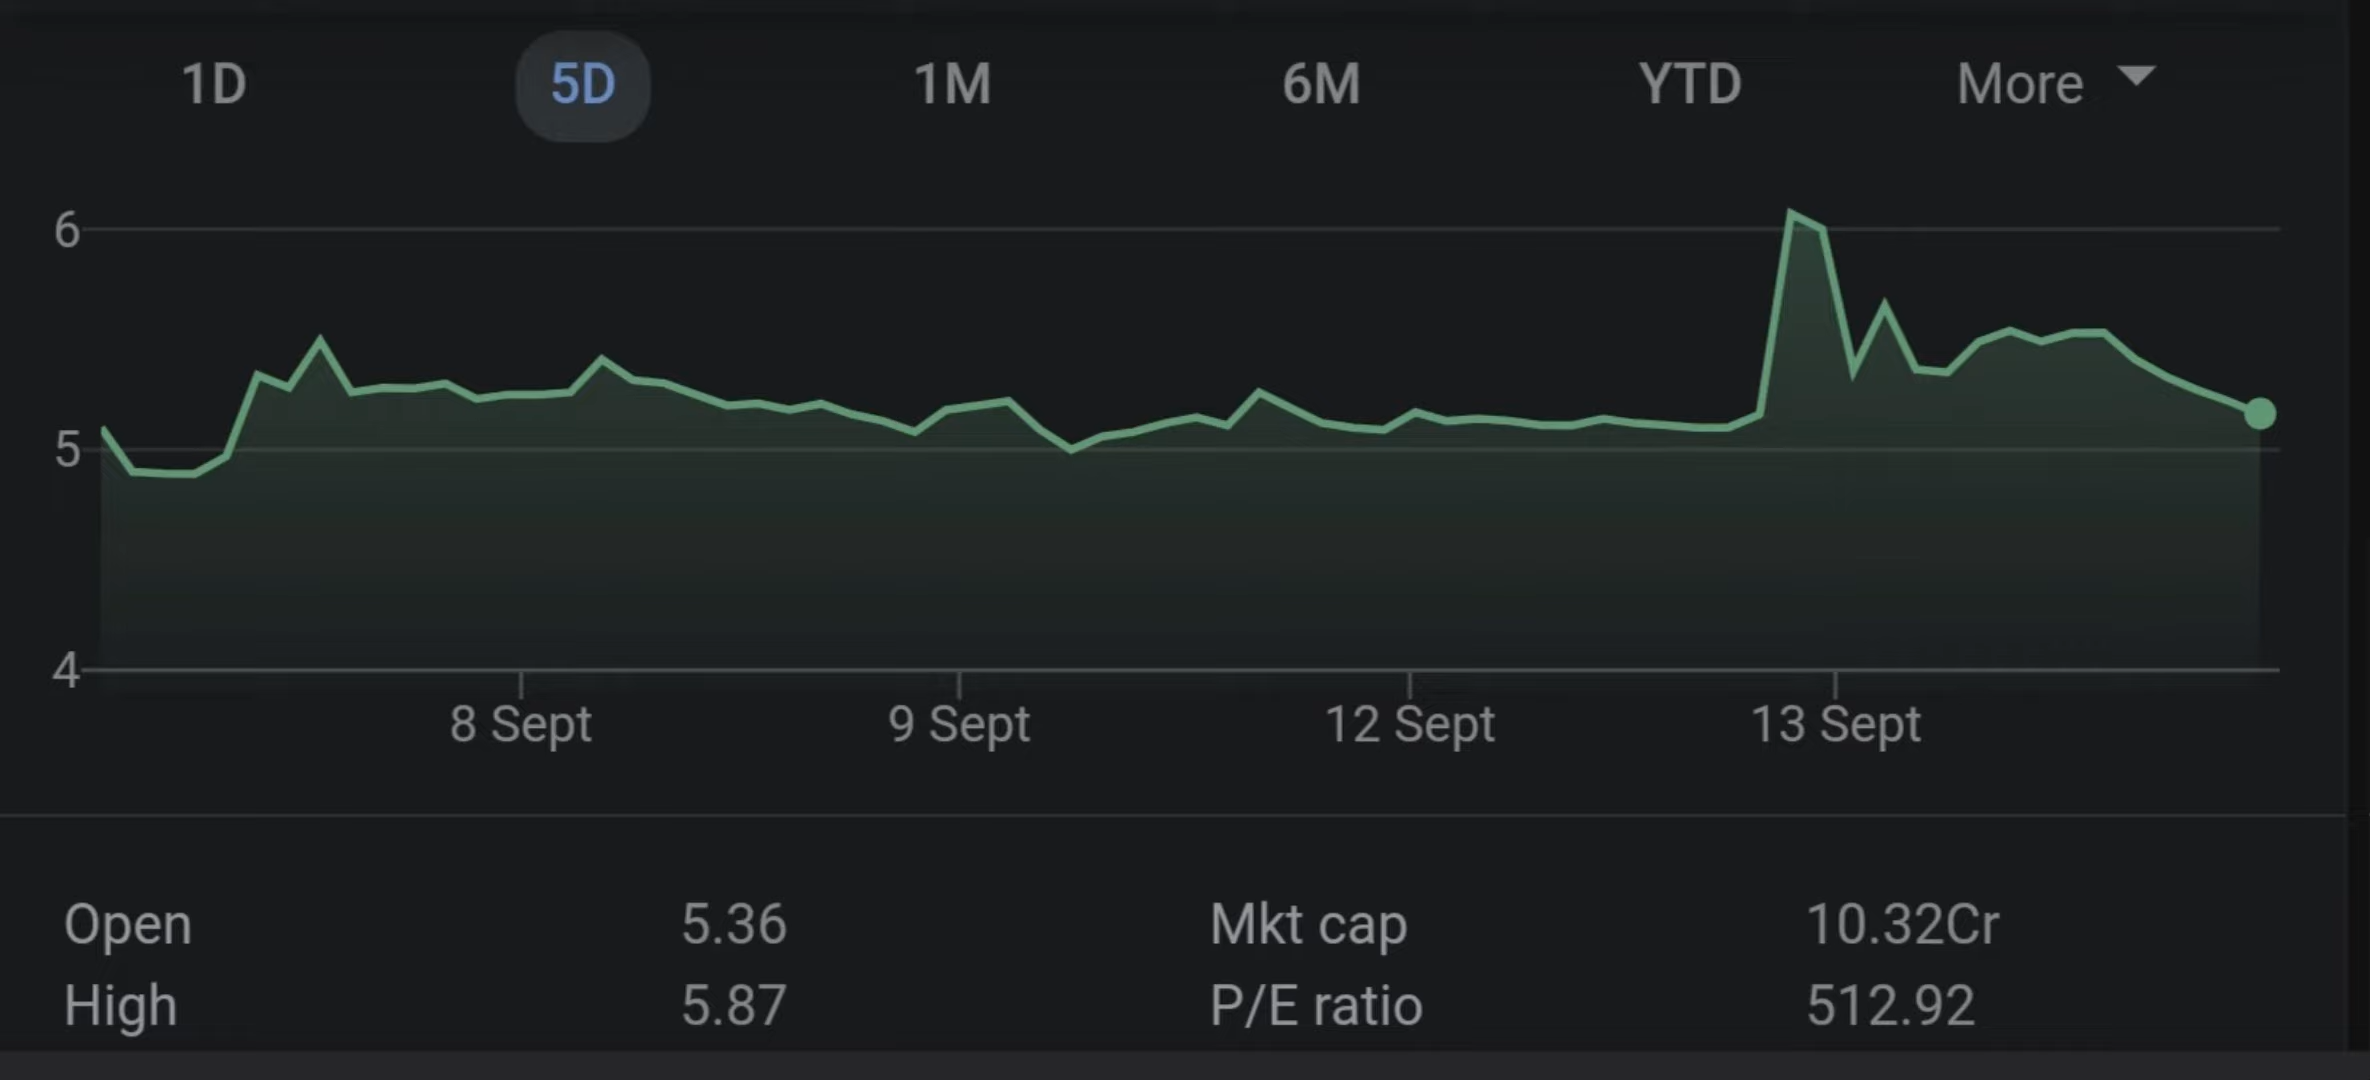 1D 5D 1M 6M YTD More
6
5
4
8 Sept 9 Sept 12 Sept 13 Sept
Open 5.36 Mkt cap 10.32Cr
High 5.87 P/E ratio 512.92